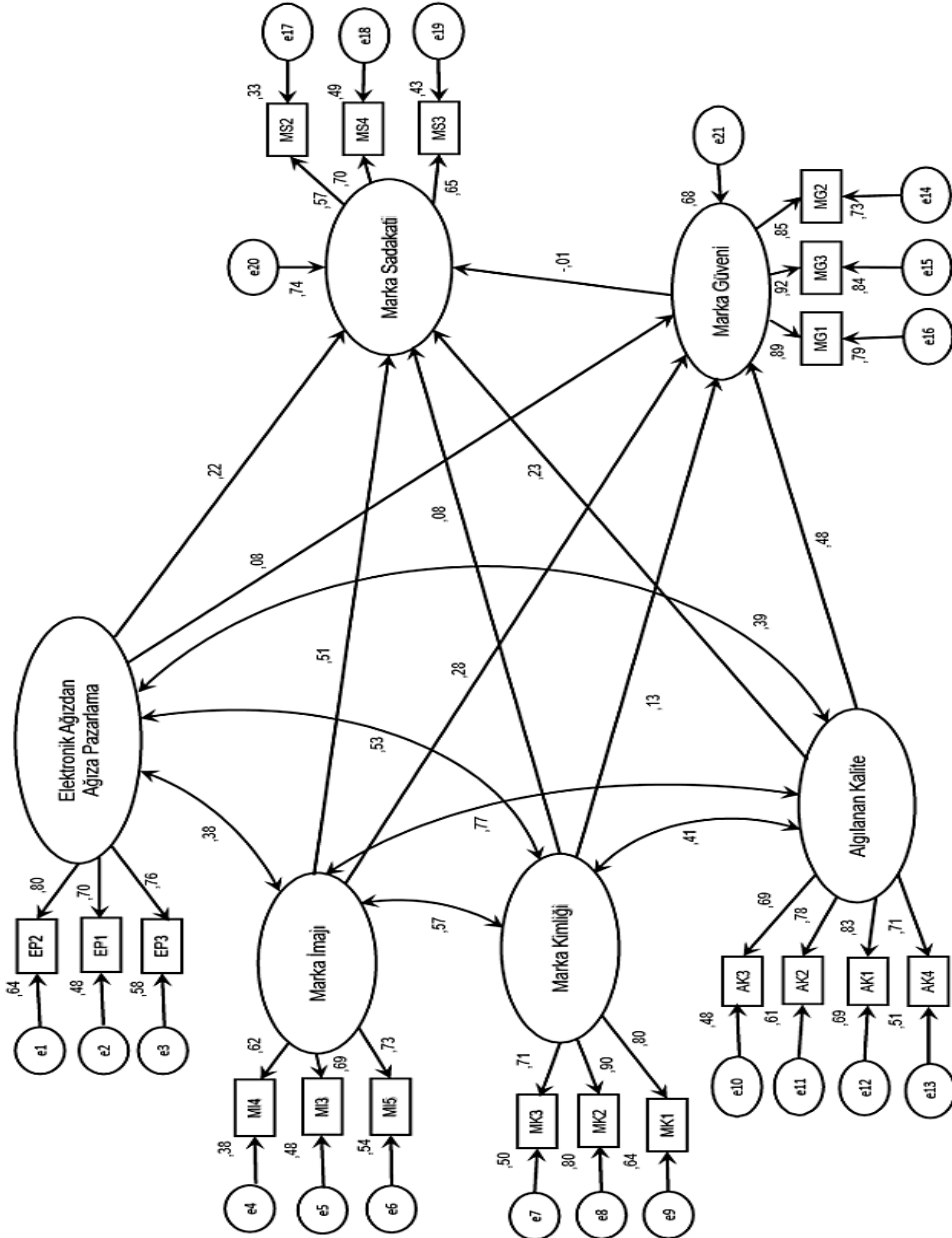 e1
,64
EP2
,80
e2
,48
EP1
,70
e3
,58
EP3
,76
Elektronik Ağızdan
Ağıza Pazarlama
e4
,38
MI4
,62
e5
,48
MI3
,69
e6
,54
MI5
,73
Marka İmajı
e7
,50
MK3
,71
e8
,80
MK2
,90
e9
,64
MK1
,80
Marka Kimliği
e10
,48
AK3
,69
e11
,61
AK2
,78
e12
,69
AK1
,83
e13
,51
AK4
,71
Algılanan Kalite
,38
,53
,39
,57
,77
,41
,22
,08
,51
,28
,08
,13
,23
,48
-,01
e20
,74
Marka Sadakati
,57
MS2
,33
e17
,70
MS4
,49
e18
,65
MS3
,43
e19
e21
,68
Marka Güveni
,89
MG1
,79
e16
,92
MG3
,84
e15
,85
MG2
,73
e14